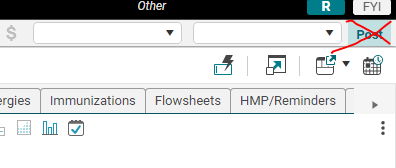 Other R FYI
$ Post
ergies Immunizations Flowsheets HMP/Reminders